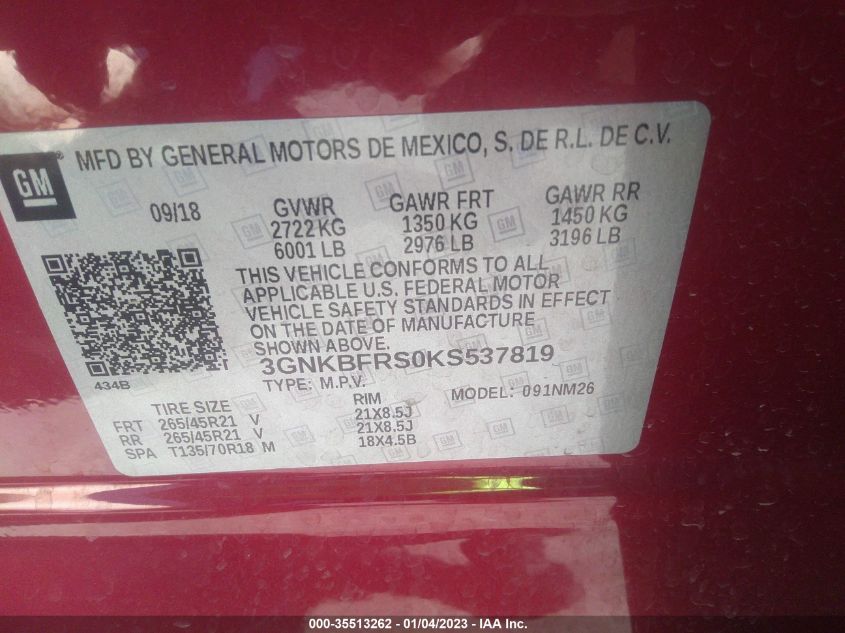 MFD BY GENERAL MOTORS DE MEXICO, S. DE R.L. DE C.V.
GM
09/18 GVWR GAWR FRT GAWR RR
2722 KG 1350 KG 1450 KG
6001 LB 2976 LB 3196 LB
THIS VEHICLE CONFORMS TO ALL
APPLICABLE U.S. FEDERAL MOTOR
VEHICLE SAFETY STANDARDS IN EFFECT
ON THE DATE OF MANUFACTURE
SHOWN ABOVE.
3GNKBFRS0KS537819
434B
TYPE: M.P.V. MODEL: 091NM26
TIRE SIZE RIM
FRT 265/45R21 V 21X8.5J
RR 265/45R21 V 21X8.5J
SPA T135/70R18 M 18X4.5B
000-35513262 - 01/04/2023 - IAA Inc.